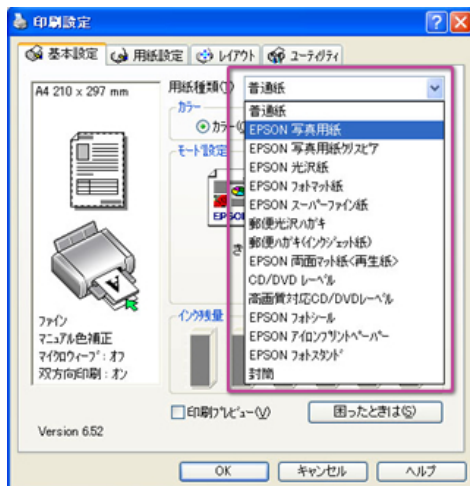 印刷設定
基本設定 用紙設定 レイアウト ユーティリティ
A4 210 x 297 mm
用紙種類(T) 普通紙
カラー
カラー(
モード設定
EPSON
き
普通紙
EPSON 写真用紙
EPSON 写真用紙クリスピア
EPSON 光沢紙
EPSON フォトマット紙
EPSON スーパーファイン紙
郵便光沢ハガキ
郵便ハガキ(インクジェット紙)
EPSON 両面マット紙<再生紙>
CD/DVD レーベル
高画質対応CD/DVDレーベル
EPSON フォトシール
EPSON アイロンプリントペーパー
EPSON フォトスタンド
封筒
ファイン
マニュアル色補正
マイクロウィーブ:オフ
双方向印刷:オン
インク残量
印刷プレビュー(V) 困ったときは(S)
Version 6.52
OK キャンセル ヘルプ